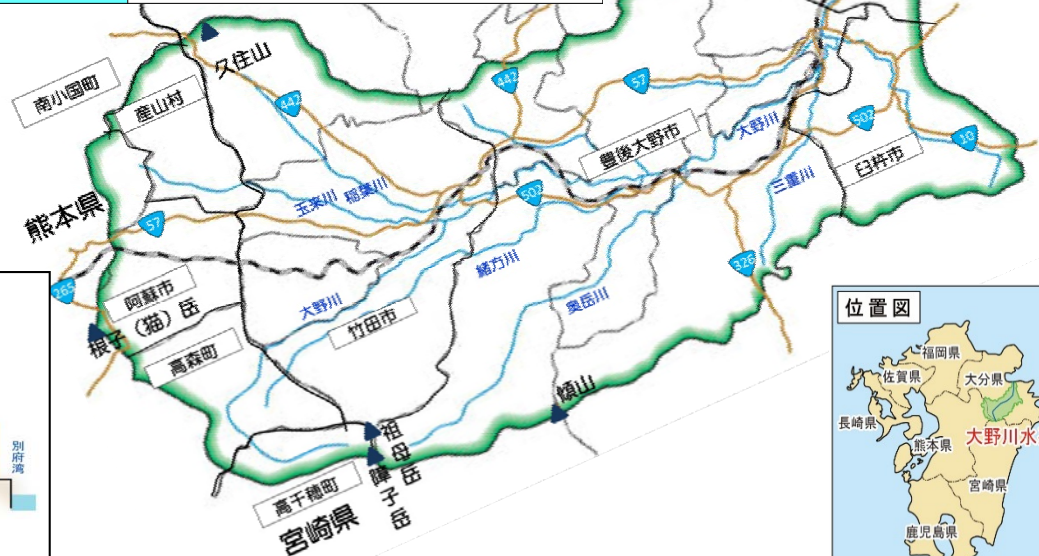 久住山
南小国町
産山村
442
442
57
502
10
大野川
豊後大野市
臼杵市
三重川
玉来川
稲葉川
502
熊本県
57
緒方川
326
265
阿蘇市
大野川
奥岳川
根子（猫）岳
竹田市
高森町
傾山
祖母岳
障子岳
高千穂町
宮崎県
別府湾
位置図
福岡県
佐賀県
大分県
長崎県
大野川水
熊本県
宮崎県
鹿児島県